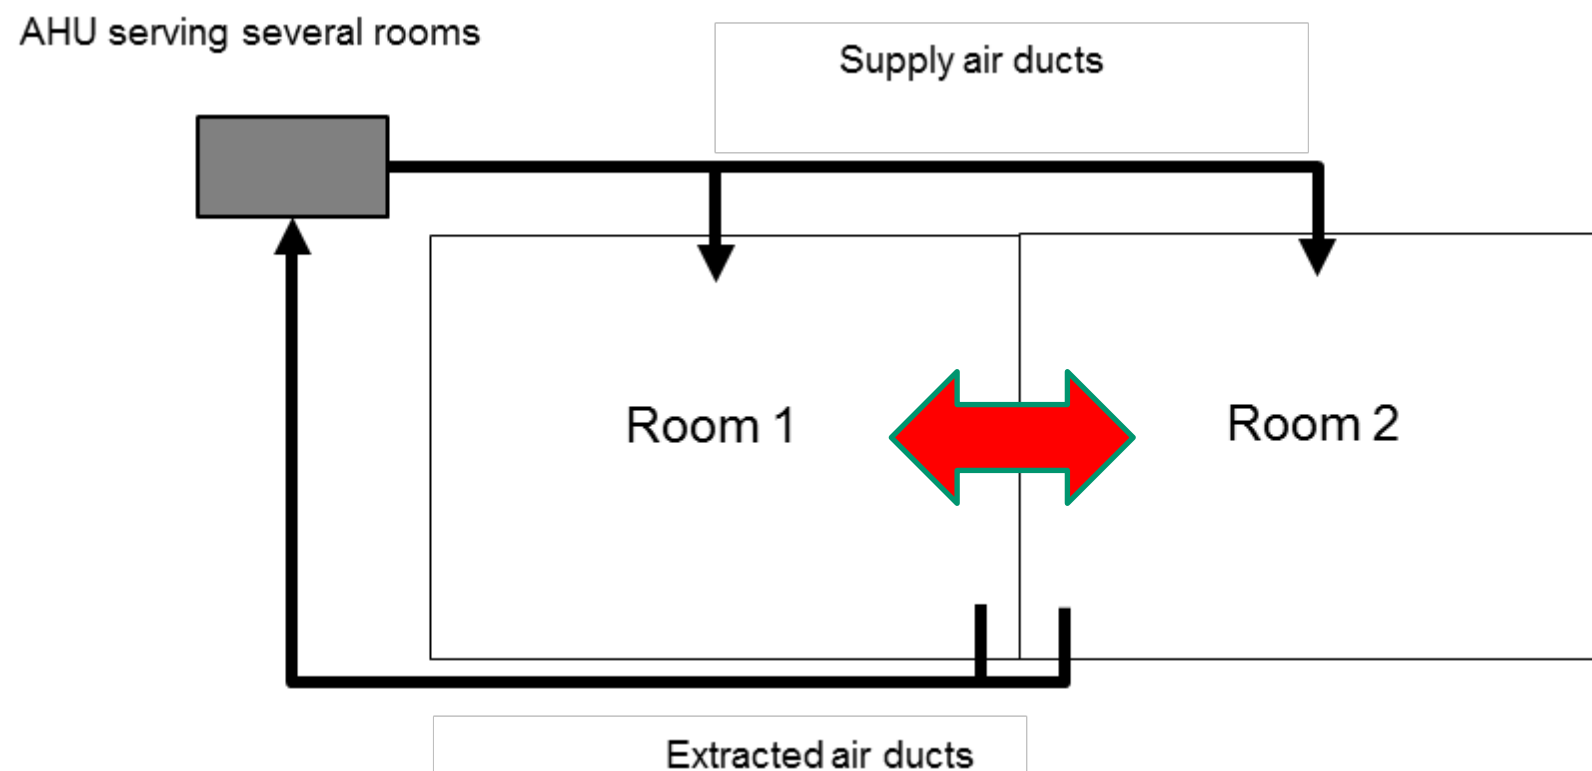 AHU serving several rooms
Supply air ducts
Room 1
Room 2
Extracted air ducts